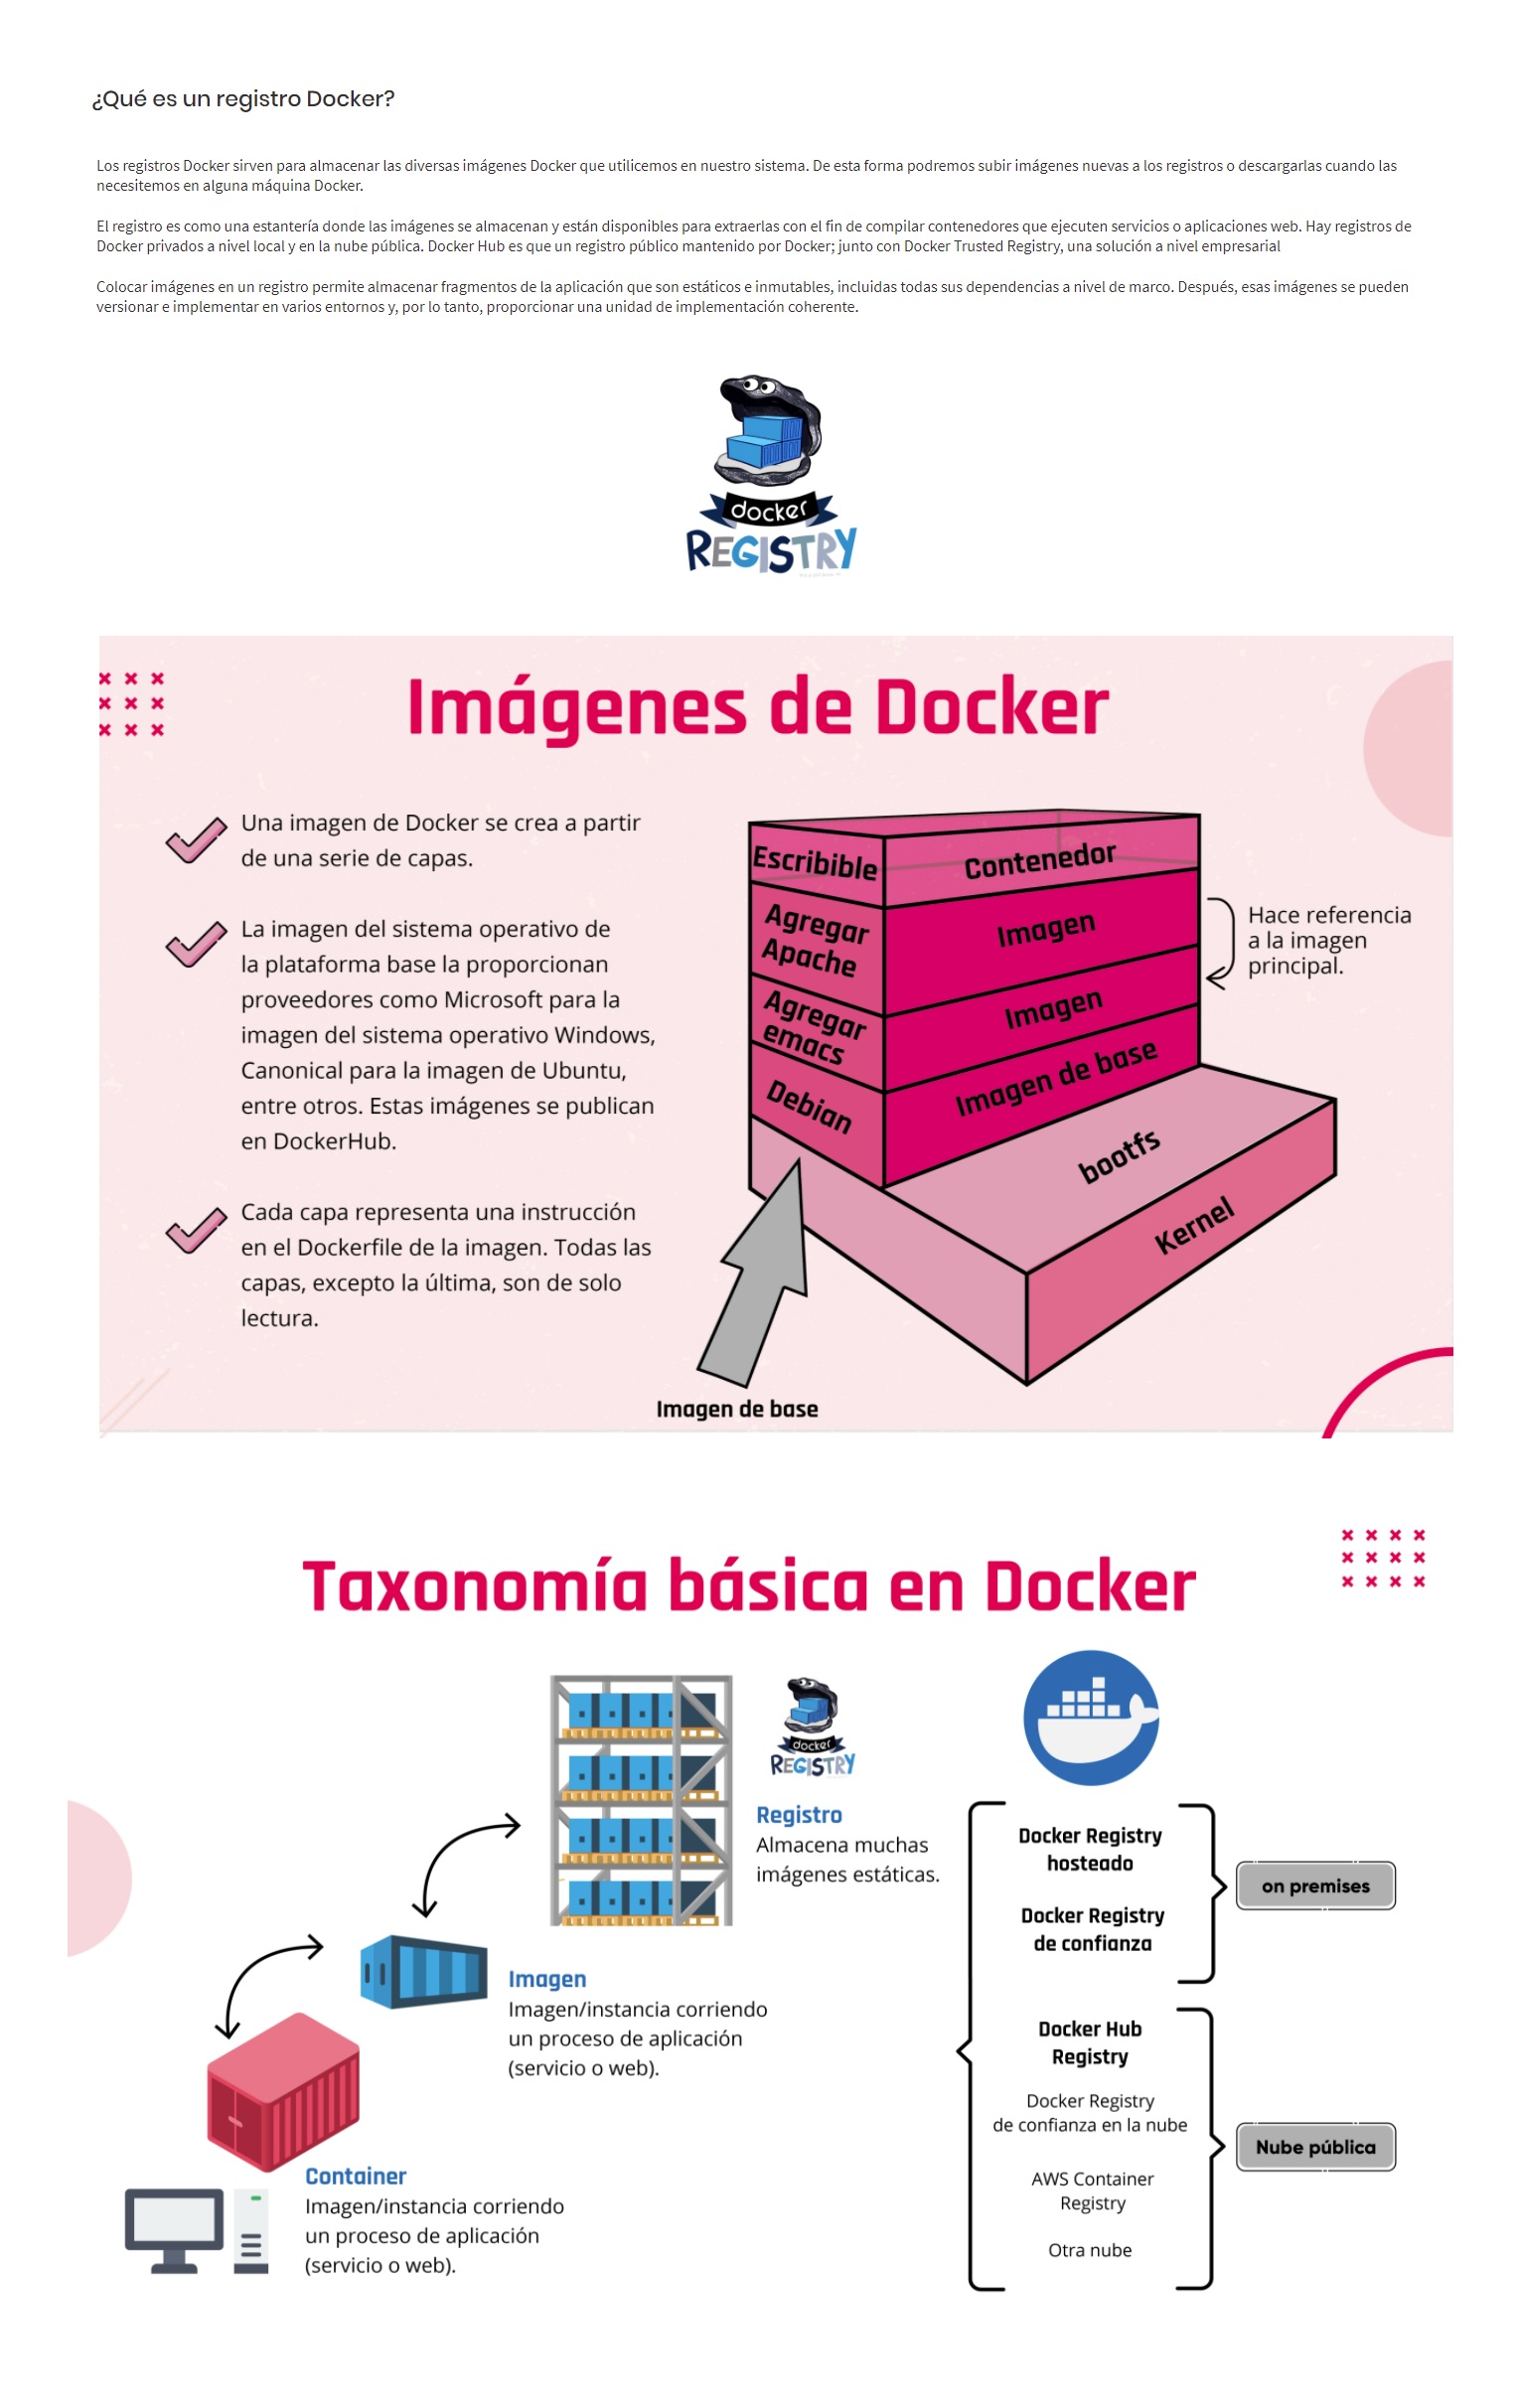 ¿Qué es un registro Docker?
Los registros Docker sirven para almacenar las diversas imágenes Docker que utilicemos en nuestro sistema. De esta forma podremos subir imágenes nuevas a los registros o descargarlas cuando las
necesitemos en alguna máquina Docker.
El registro es como una estantería donde las imágenes se almacenan y están disponibles para extraerlas con el fin de compilar contenedores que ejecuten servicios o aplicaciones web. Hay registros de
Docker privados a nivel local y en la nube pública. Docker Hub es que un registro público mantenido por Docker; junto con Docker Trusted Registry, una solución a nivel empresarial
Colocar imágenes en un registro permite almacenar fragmentos de la aplicación que son estáticos e inmutables, incluidas todas sus dependencias a nivel de marco. Después, esas imágenes se pueden
versionar e implementar en varios entornos y, por lo tanto, proporcionar una unidad de implementación coherente.
docker
REGISTRY
Imágenes de Docker
Una imagen de Docker se crea a partir
de una serie de capas.
La imagen del sistema operativo de
la plataforma base la proporcionan
proveedores como Microsoft para la
imagen del sistema operativo Windows,
Canonical para la imagen de Ubuntu,
entre otros. Estas imágenes se publican
en DockerHub.
Cada capa representa una instrucción
en el Dockerfile de la imagen. Todas las
capas, excepto la última, son de solo
lectura.
Escribible
Contenedor
Agregar
Apache
Imagen
Agregar
emacs
Imagen
Debian
Imagen de base
bootfs
Kernel
Hace referencia
a la imagen
principal.
Imagen de base
Taxonomía básica en Docker
docker
REGISTRY
Registro
Almacena muchas
imágenes estáticas.
Imagen
Imagen/instancia corriendo
un proceso de aplicación
(servicio o web).
Container
Imagen/instancia corriendo
un proceso de aplicación
(servicio o web).
Docker Registry
hosteado
Docker Registry
de confianza
on premises
Docker Hub
Registry
Docker Registry
de confianza en la nube
AWS Container
Registry
Otra nube
Nube pública